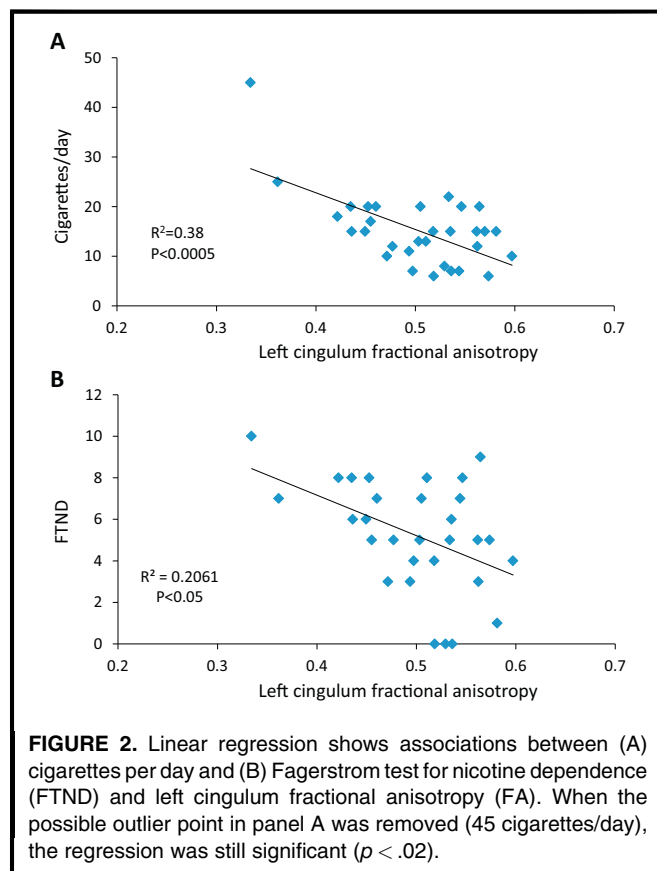 A
50
40
30
20
10
0
Cigarettes/day
R²=0.38
P<0.0005
0.2 0.3 0.4 0.5 0.6 0.7
Left cingulum fractional anisotropy
B
12
10
8
6
4
2
0
FTND
R² = 0.2061
P<0.05
0.2 0.3 0.4 0.5 0.6 0.7
Left cingulum fractional anisotropy
FIGURE 2. Linear regression shows associations between (A)
cigarettes per day and (B) Fagerstrom test for nicotine dependence
(FTND) and left cingulum fractional anisotropy (FA). When the
possible outlier point in panel A was removed (45 cigarettes/day),
the regression was still significant (p < .02).